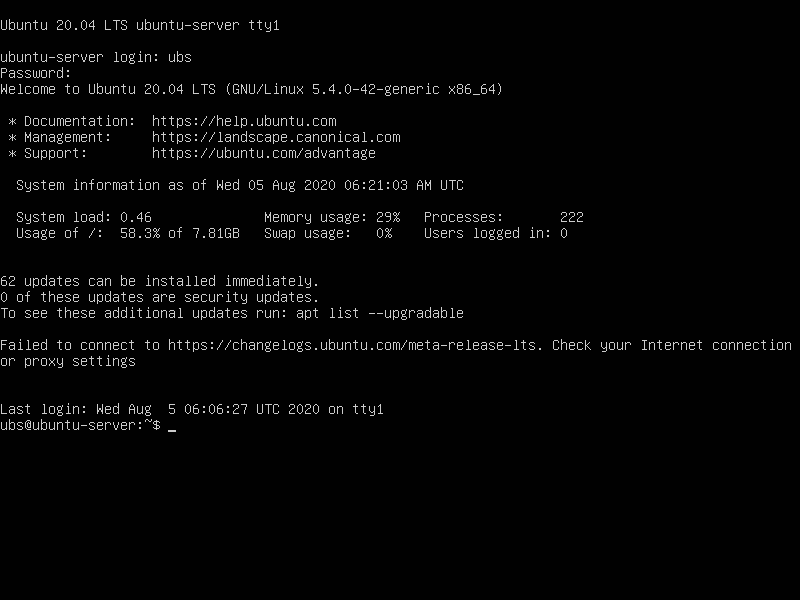 Ubuntu 20.04 LTS ubuntu-server tty1
ubuntu-server login: ubs
Password:
Welcome to Ubuntu 20.04 LTS (GNU/Linux 5.4.0-42-generic x86_64)
* Documentation:  https://help.ubuntu.com
* Management:     https://landscape.canonical.com
* Support:        https://ubuntu.com/advantage
System information as of Wed 05 Aug 2020 06:21:03 AM UTC
System load: 0.46              Memory usage: 29%   Processes:       222
Usage of /:  58.3% of 7.81GB   Swap usage:   0%    Users logged in: 0
62 updates can be installed immediately.
0 of these updates are security updates.
To see these additional updates run: apt list --upgradable
Failed to connect to https://changelogs.ubuntu.com/meta-release-lts. Check your Internet connection
or proxy settings
Last login: Wed Aug  5 06:06:27 UTC 2020 on tty1
ubs@ubuntu-server:~$ _